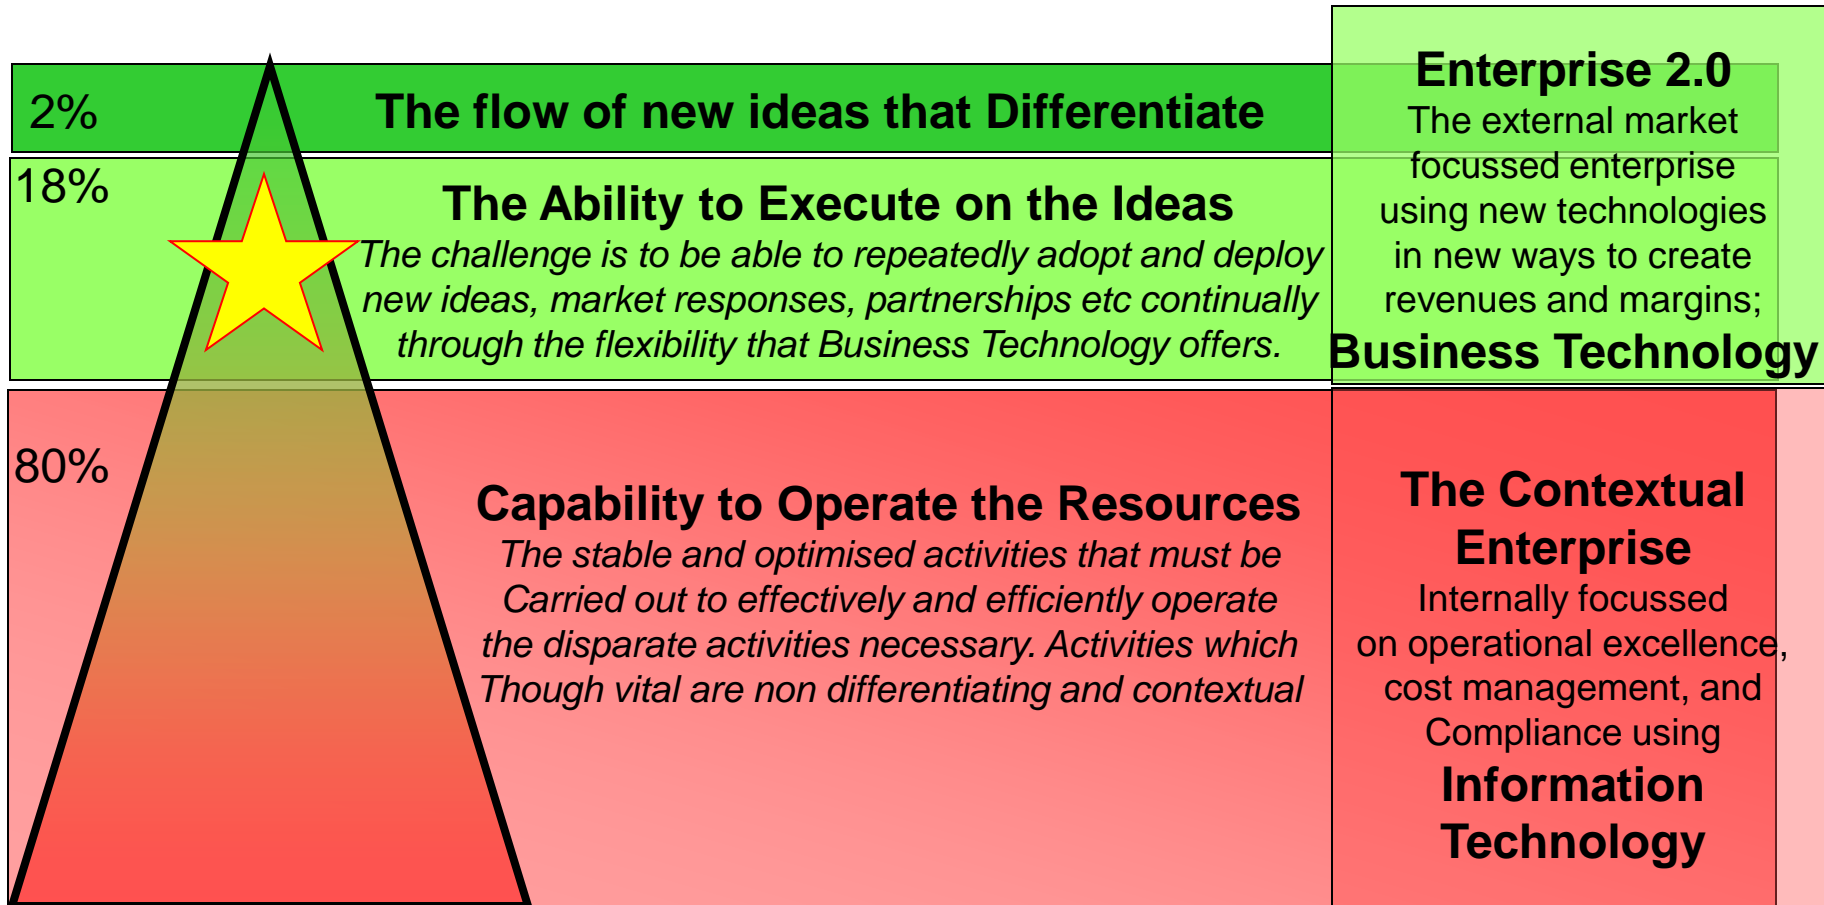 2%
The flow of new ideas that Differentiate
18%
The Ability to Execute on the Ideas
The challenge is to be able to repeatedly adopt and deploy
new ideas, market responses, partnerships etc continually
through the flexibility that Business Technology offers.
Enterprise 2.0
The external market
focussed enterprise
using new technologies
in new ways to create
revenues and margins;
Business Technology
80%
Capability to Operate the Resources
The stable and optimised activities that must be
Carried out to effectively and efficiently operate
the disparate activities necessary. Activities which
Though vital are non differentiating and contextual
The Contextual
Enterprise
Internally focussed
on operational excellence,
cost management, and
Compliance using
Information
Technology